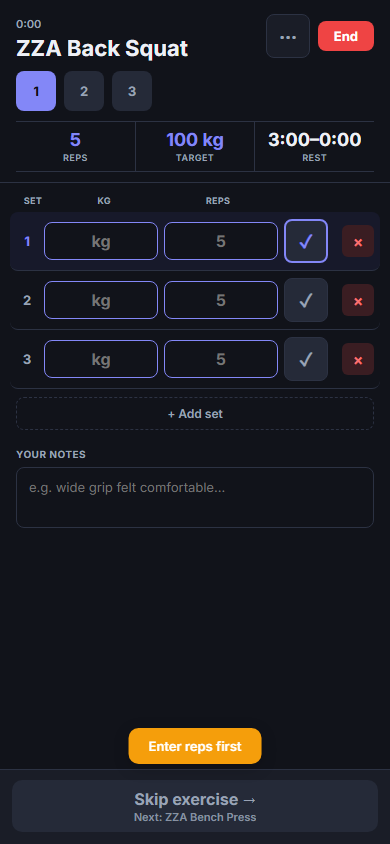 0:00
ZZA Back Squat
...
End
1 2 3
5 100 kg 3:00–0:00
REPS TARGET REST
SET KG REPS
1 kg 5 ✓ ×
2 kg 5 ✓ ×
3 kg 5 ✓ ×
+ Add set
YOUR NOTES
e.g. wide grip felt comfortable...
Enter reps first
Skip exercise →
Next: ZZA Bench Press